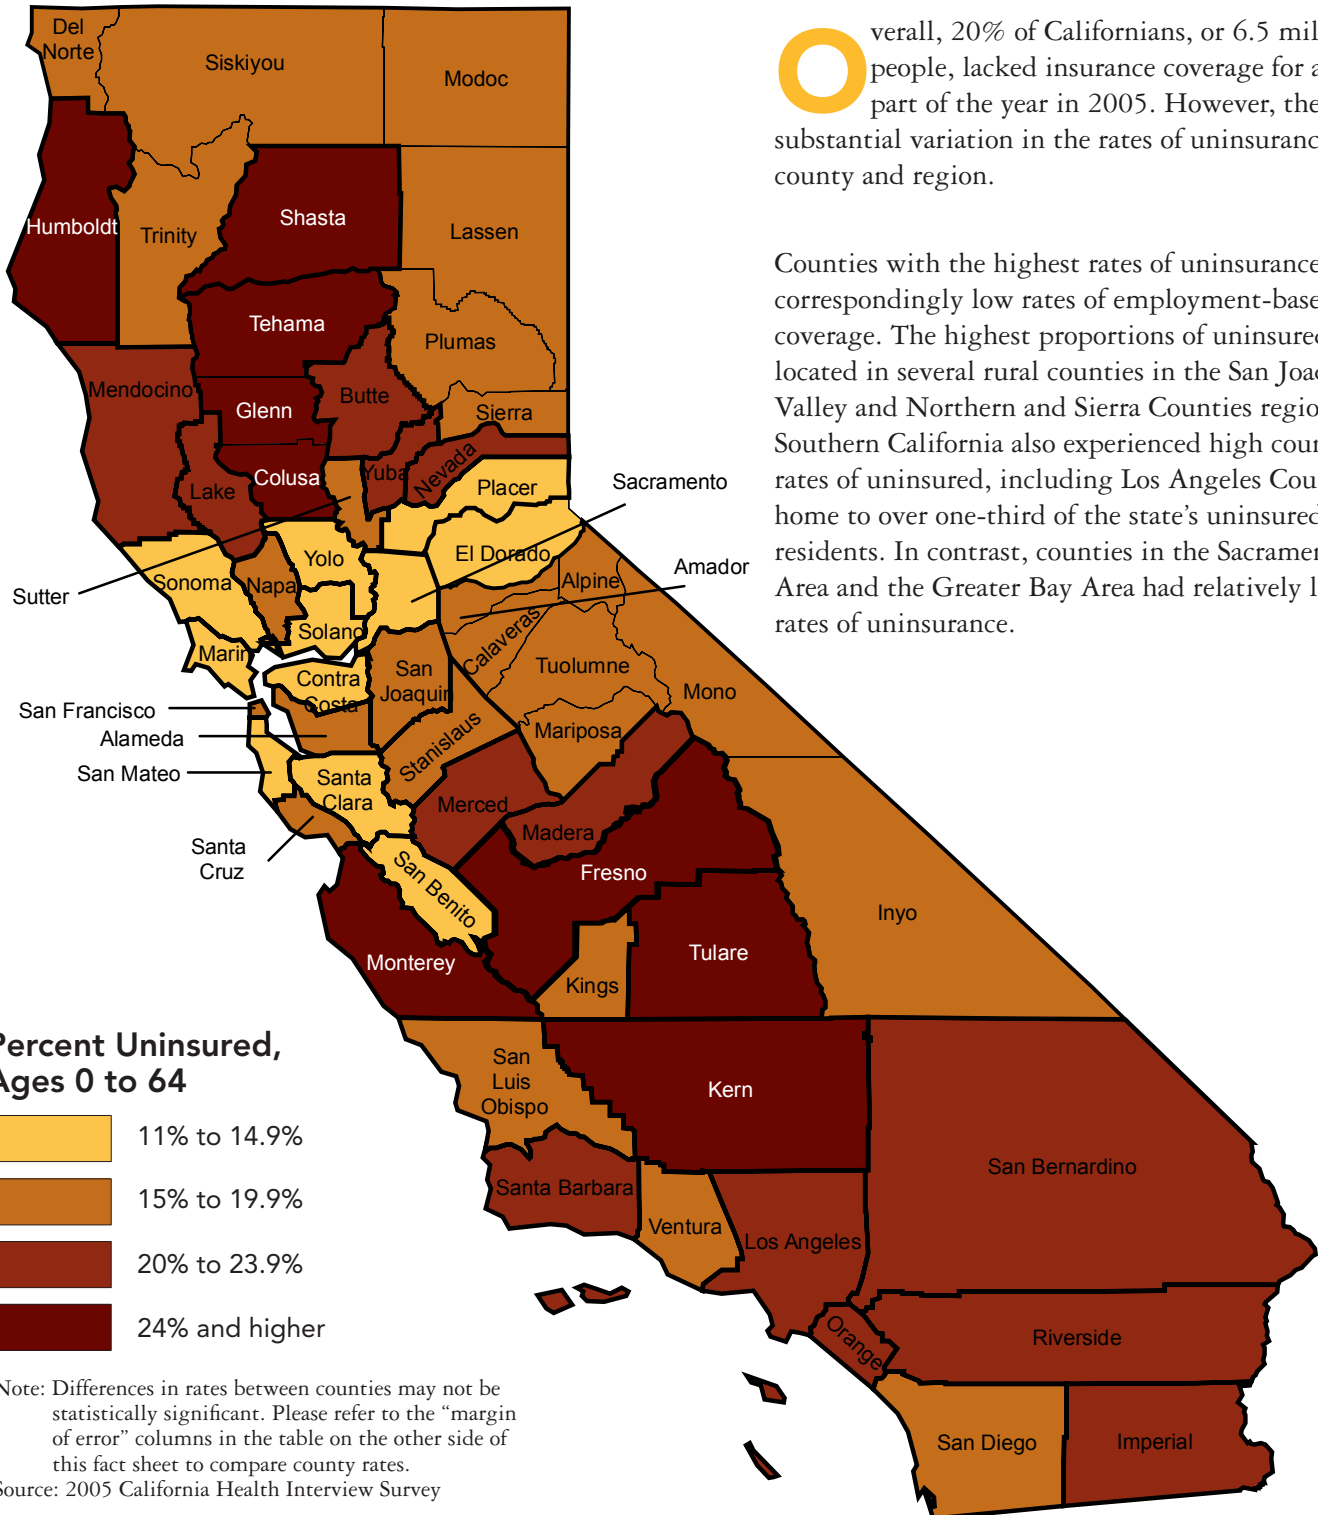 Del
Norte
Siskiyou
Modoc
Humboldt
Trinity
Shasta
Lassen
Tehama
Plumas
Mendocino
Glenn
Butte
Sierra
Lake
Colusa
Yuba
Nevada
Placer
Sacramento
Sutter
Sonoma
Napa
Yolo
El Dorado
Alpine
Amador
Marin
Solano
Calaveras
Contra
Costa
San
Joaquin
Tuolumne
Mono
San Francisco
Alameda
San Mateo
Stanislaus
Mariposa
Santa
Clara
Merced
Madera
Santa
Cruz
San Benito
Fresno
Inyo
Monterey
Kings
Tulare
San
Luis
Obispo
Kern
San Bernardino
Santa Barbara
Ventura
Los Angeles
Orange
Riverside
San Diego
Imperial
Overall, 20% of Californians, or 6.5 mil
people, lacked insurance coverage for a
part of the year in 2005. However, the
substantial variation in the rates of uninsuranc
county and region.
Counties with the highest rates of uninsurance
correspondingly low rates of employment-base
coverage. The highest proportions of uninsured
located in several rural counties in the San Joac
Valley and Northern and Sierra Counties regio
Southern California also experienced high coun
rates of uninsured, including Los Angeles Cou
home to over one-third of the state’s uninsured
residents. In contrast, counties in the Sacramen
Area and the Greater Bay Area had relatively l
rates of uninsurance.
Percent Uninsured,
Ages 0 to 64
11% to 14.9%
15% to 19.9%
20% to 23.9%
24% and higher
Note: Differences in rates between counties may not be
statistically significant. Please refer to the “margin
of error” columns in the table on the other side of
this fact sheet to compare county rates.
Source: 2005 California Health Interview Survey